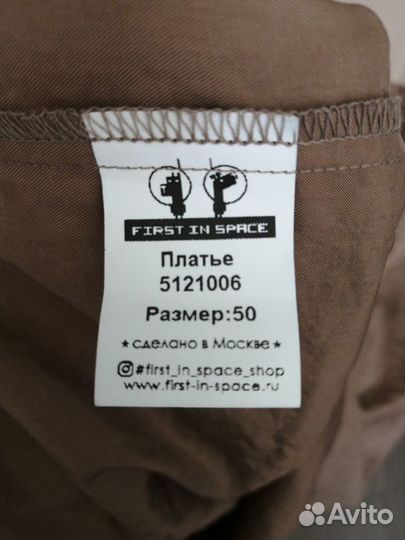 FIRST IN SPACE
Платье
5121006
Размер:50
★ сделано в Москве ★
#first_in_space_shop
www.first-in-space.ru
Avito